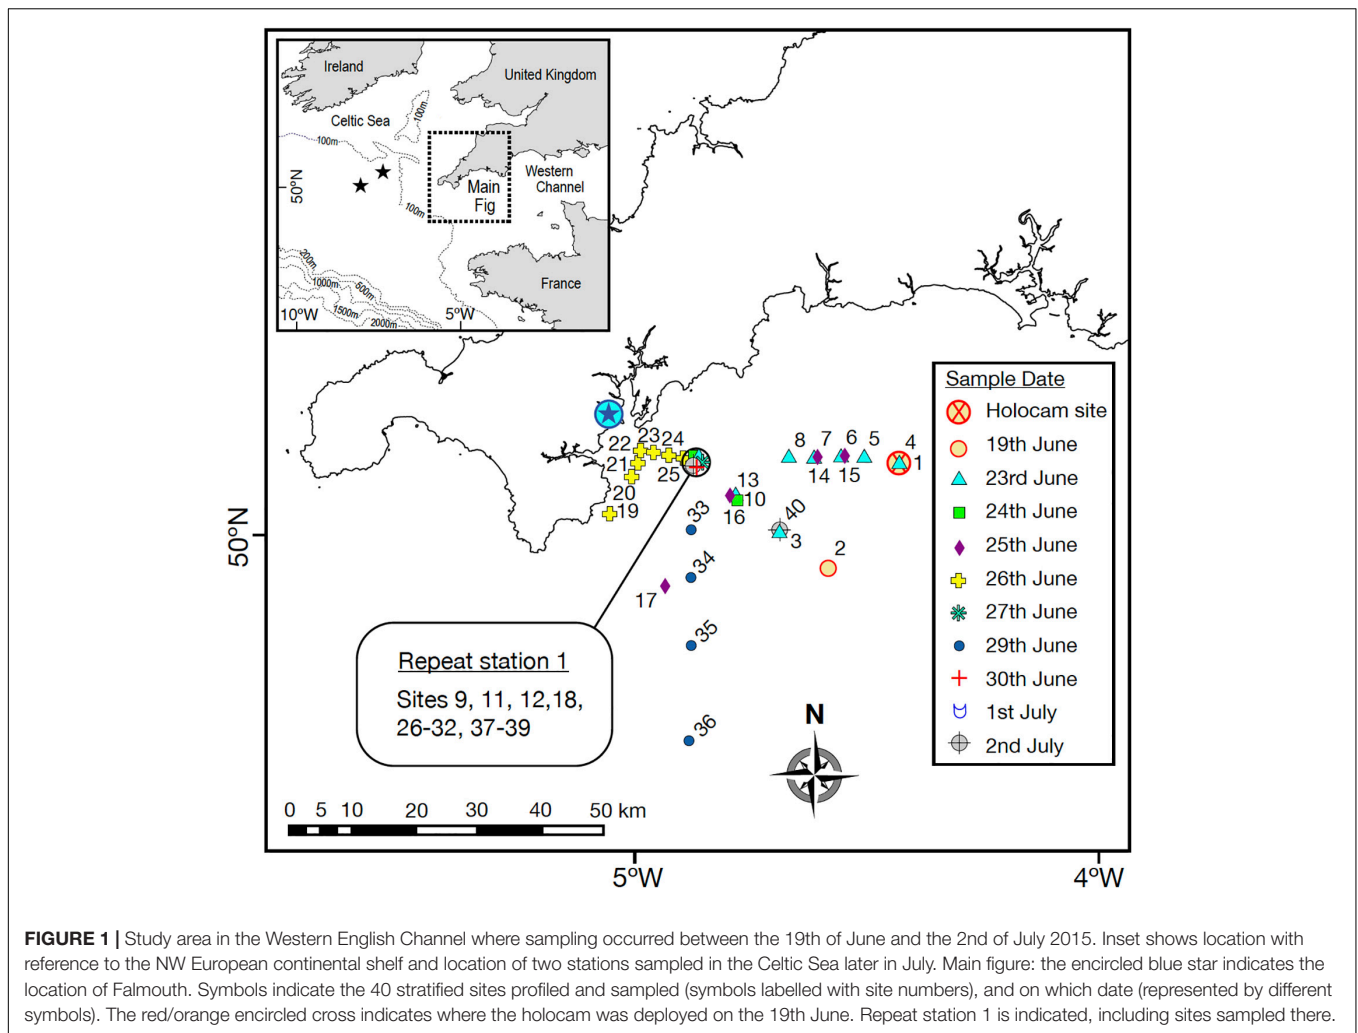 Ireland
United Kingdom
Celtic Sea
100m
100m
50ºN
Western
Channel
Main
Fig
100m
France
200m
1000m
500m
1500m
2000m
10ºW
5ºW
Sample Date
Holocam site
19th June
23rd June
24th June
25th June
26th June
27th June
29th June
30th June
1st July
2nd July
22 23 24
21
20
19
25
8 7 6 5 4
1
14 15
13
10
16
40
3
2
33
34
17
35
36
50ºN
Repeat station 1
Sites 9, 11, 12,18,
26-32, 37-39
N
0 5 10 20 30 40 50 km
5ºW
4ºW
FIGURE 1 | Study area in the Western English Channel where sampling occurred between the 19th of June and the 2nd of July 2015. Inset shows location with
reference to the NW European continental shelf and location of two stations sampled in the Celtic Sea later in July. Main figure: the encircled blue star indicates the
location of Falmouth. Symbols indicate the 40 stratified sites profiled and sampled (symbols labelled with site numbers), and on which date (represented by different
symbols). The red/orange encircled cross indicates where the holocam was deployed on the 19th June. Repeat station 1 is indicated, including sites sampled there.